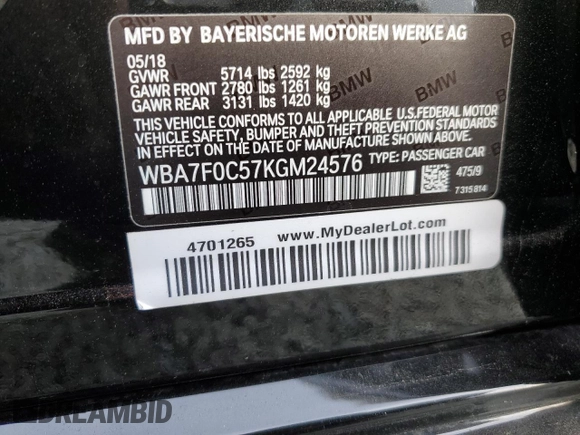 MFD BY BAYERISCHE MOTOREN WERKE AG
05/18
GVWR 5714 lbs 2592 kg
GAWR FRONT 2780 lbs 1261 kg
GAWR REAR 3131 lbs 1420 kg
THIS VEHICLE CONFORMS TO ALL APPLICABLE U.S.FEDERAL MOTOR
VEHICLE SAFETY, BUMPER AND THEFT PREVENTION STANDARDS
IN EFFECT ON THE DATE OF MANUFACTURE SHOWN ABOVE.
WBA7F0C57KGM24576 TYPE: PASSENGER CAR
475/9
7315814
BMW
BMW
BMW
BMW
4701265 www.MyDealerLot.com
DREAMBID